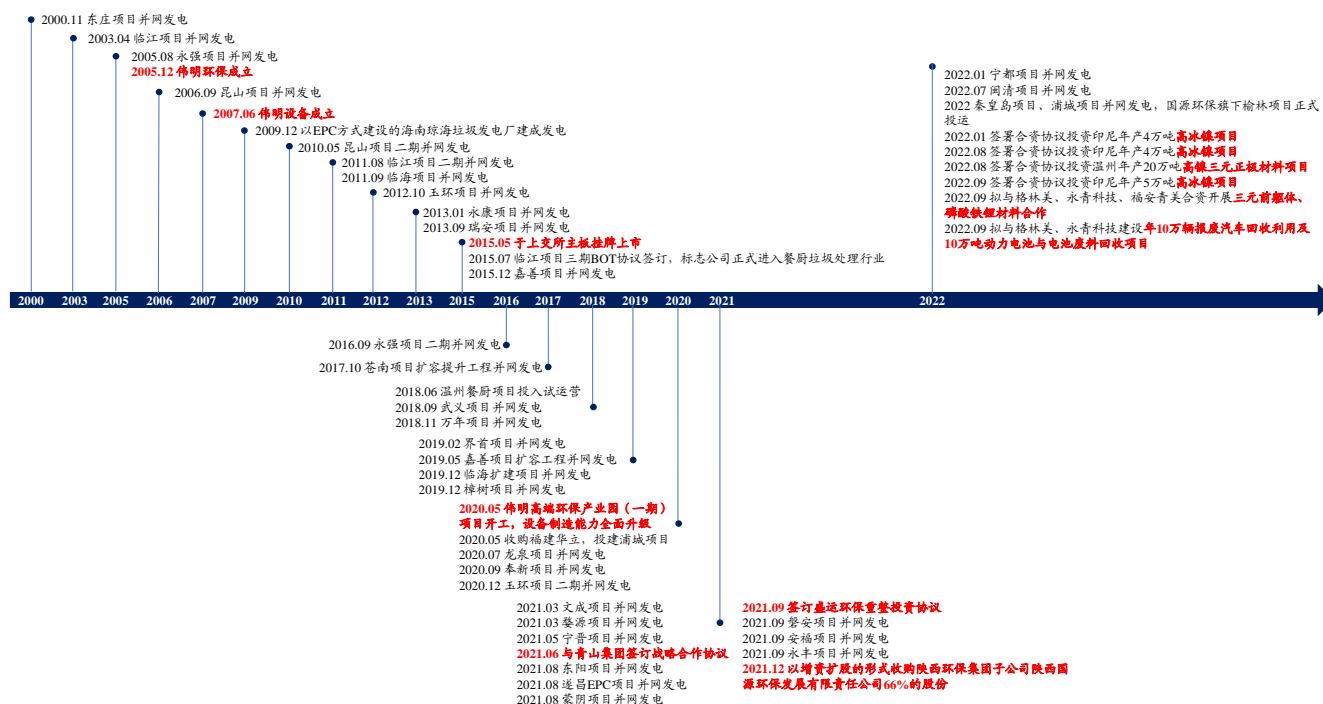 2000.11 东庄项目并网发电
2003.04 临江项目并网发电
2005.08 永强项目并网发电
2005.12 伟明环保成立
2006.09 昆山项目并网发电
2007.06 伟明设备成立
2009.12 以EPC方式建设的海南琼海垃圾发电厂建成发电
2010.05 昆山项目二期并网发电
2011.08 临江项目二期并网发电
2011.09 临海项目并网发电
2012.10 玉环项目并网发电
2013.01 永康项目并网发电
2013.09 瑞安项目并网发电
2015.05 于上交所主板挂牌上市
2015.07 临江项目三期BOT协议签订，标志公司正式进入餐厨垃圾处理行业
2015.12 嘉善项目并网发电
2022.01 宁都项目并网发电
2022.07 闽清项目并网发电
2022 秦皇岛项目、浦城项目并网发电，国源环保旗下榆林项目正式
投运
2022.01 签署合资协议投资印尼年产4万吨高冰镍项目
2022.08 签署合资协议投资印尼年产4万吨高冰镍项目
2022.08 签署合资协议投资温州年产20万吨高镍三元正极材料项目
2022.09 签署合资协议投资印尼年产5万吨高冰镍项目
2022.09 拟与格林美、永青科技、福安青美合资开展三元前躯体、
磷酸铁锂材料合作
2022.09 拟与格林美、永青科技建设年10万辆报废汽车回收利用及
10万吨动力电池与电池废料回收项目
2000 2003 2005 2006 2007 2009 2010 2011 2012 2013 2015 2016 2017 2018 2019 2020 2021 2022
2016.09 永强项目二期并网发电
2017.10 苍南项目扩容提升工程并网发电
2018.06 温州餐厨项目投入试运营
2018.09 武义项目并网发电
2018.11 万年项目并网发电
2019.02 界首项目并网发电
2019.05 嘉善项目扩容工程并网发电
2019.12 临海扩建项目并网发电
2019.12 樟树项目并网发电
2020.05 伟明高端环保产业园（一期）
项目开工，设备制造能力全面升级
2020.05 收购福建华立，投建浦城项目
2020.07 龙泉项目并网发电
2020.09 奉新项目并网发电
2020.12 玉环项目二期并网发电
2021.03 文成项目并网发电
2021.03 婺源项目并网发电
2021.05 宁晋项目并网发电
2021.06 与青山集团签订战略合作协议
2021.08 东阳项目并网发电
2021.08 遂昌EPC项目并网发电
2021.08 蒙阴项目并网发电
2021.09 签订盛运环保重整投资协议
2021.09 磐安项目并网发电
2021.09 安福项目并网发电
2021.09 永丰项目并网发电
2021.12 以增资扩股的形式收购陕西环保集团子公司陕西国
源环保发展有限责任公司66%的股份